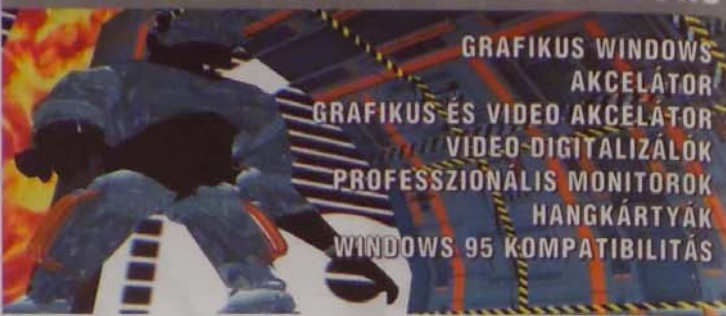 GRAFIKUS WINDOWS
AKCELÁTOR
GRAFIKUS ÉS VIDEO AKCELÁTOR
VIDEO DIGITALIZÁLÓK
PROFESSZIONÁLIS MONITOROK
HANGKÁRTYÁK
WINDOWS 95 KOMPATIBILITÁS